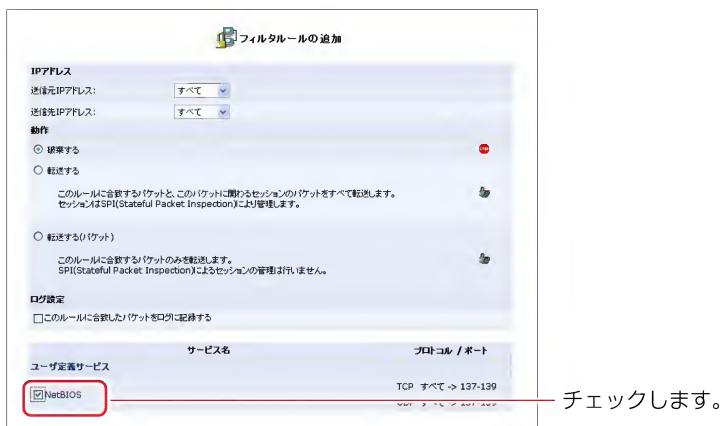 フィルタルールの追加
IPアドレス
送信元IPアドレス: すべて
送信先IPアドレス: すべて
動作
破棄する
転送する
このルールに合致するパケットと、このパケットに関わるセッションのパケットをすべて転送します。
セッションはSPI(Stateful Packet Inspection)により管理します。
転送する(パケット)
このルールに合致するパケットのみを転送します。
SPI(Stateful Packet Inspection)によるセッションの管理は行いません。
ログ設定
このルールに合致したパケットをログに記録する
サービス名 プロトコル / ポート
ユーザ定義サービス
NetBIOS TCP すべて -> 137-139
チェックします。